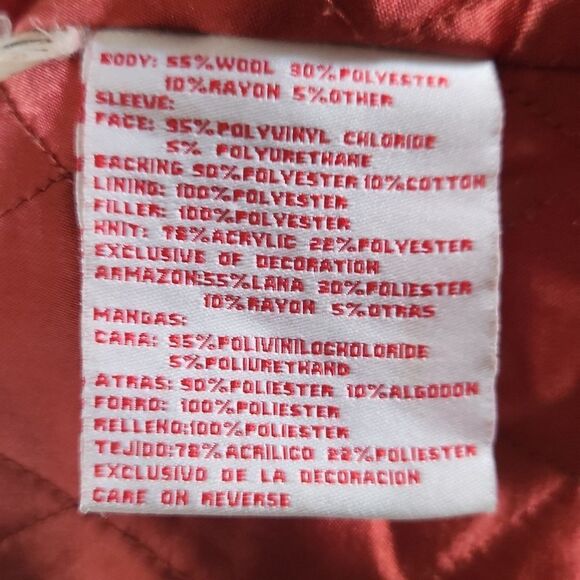 BODY: 55%WOOL 30%POLYESTER
10%RAYON 5%OTHER
SLEEVE:
FACE: 95%POLYVINYL CHLORIDE
5% POLYURETHANE
BACKING 90%POLYESTER 10%COTTON
LINING: 100%POLYESTER
FILLER: 100%POLYESTER
KNIT: 78%ACRYLIC 22%POLYESTER
EXCLUSIVE OF DECORATION
ARMAZON:55%LANA 30%POLIESTER
10%RAYON 5%OTRAS
MANGAS:
CARA: 95%POLIVINILOCHOLORIDE
5%POLIURETHAND
ATRAS: 90%POLIESTER 10%ALGODON
FORRO: 100%POLIESTER
RELLENO:100%POLIESTER
TEJIDO:78%ACRILICO 22%POLIESTER
EXCLUSIVO DE LA DECORACION
CARE ON REVERSE